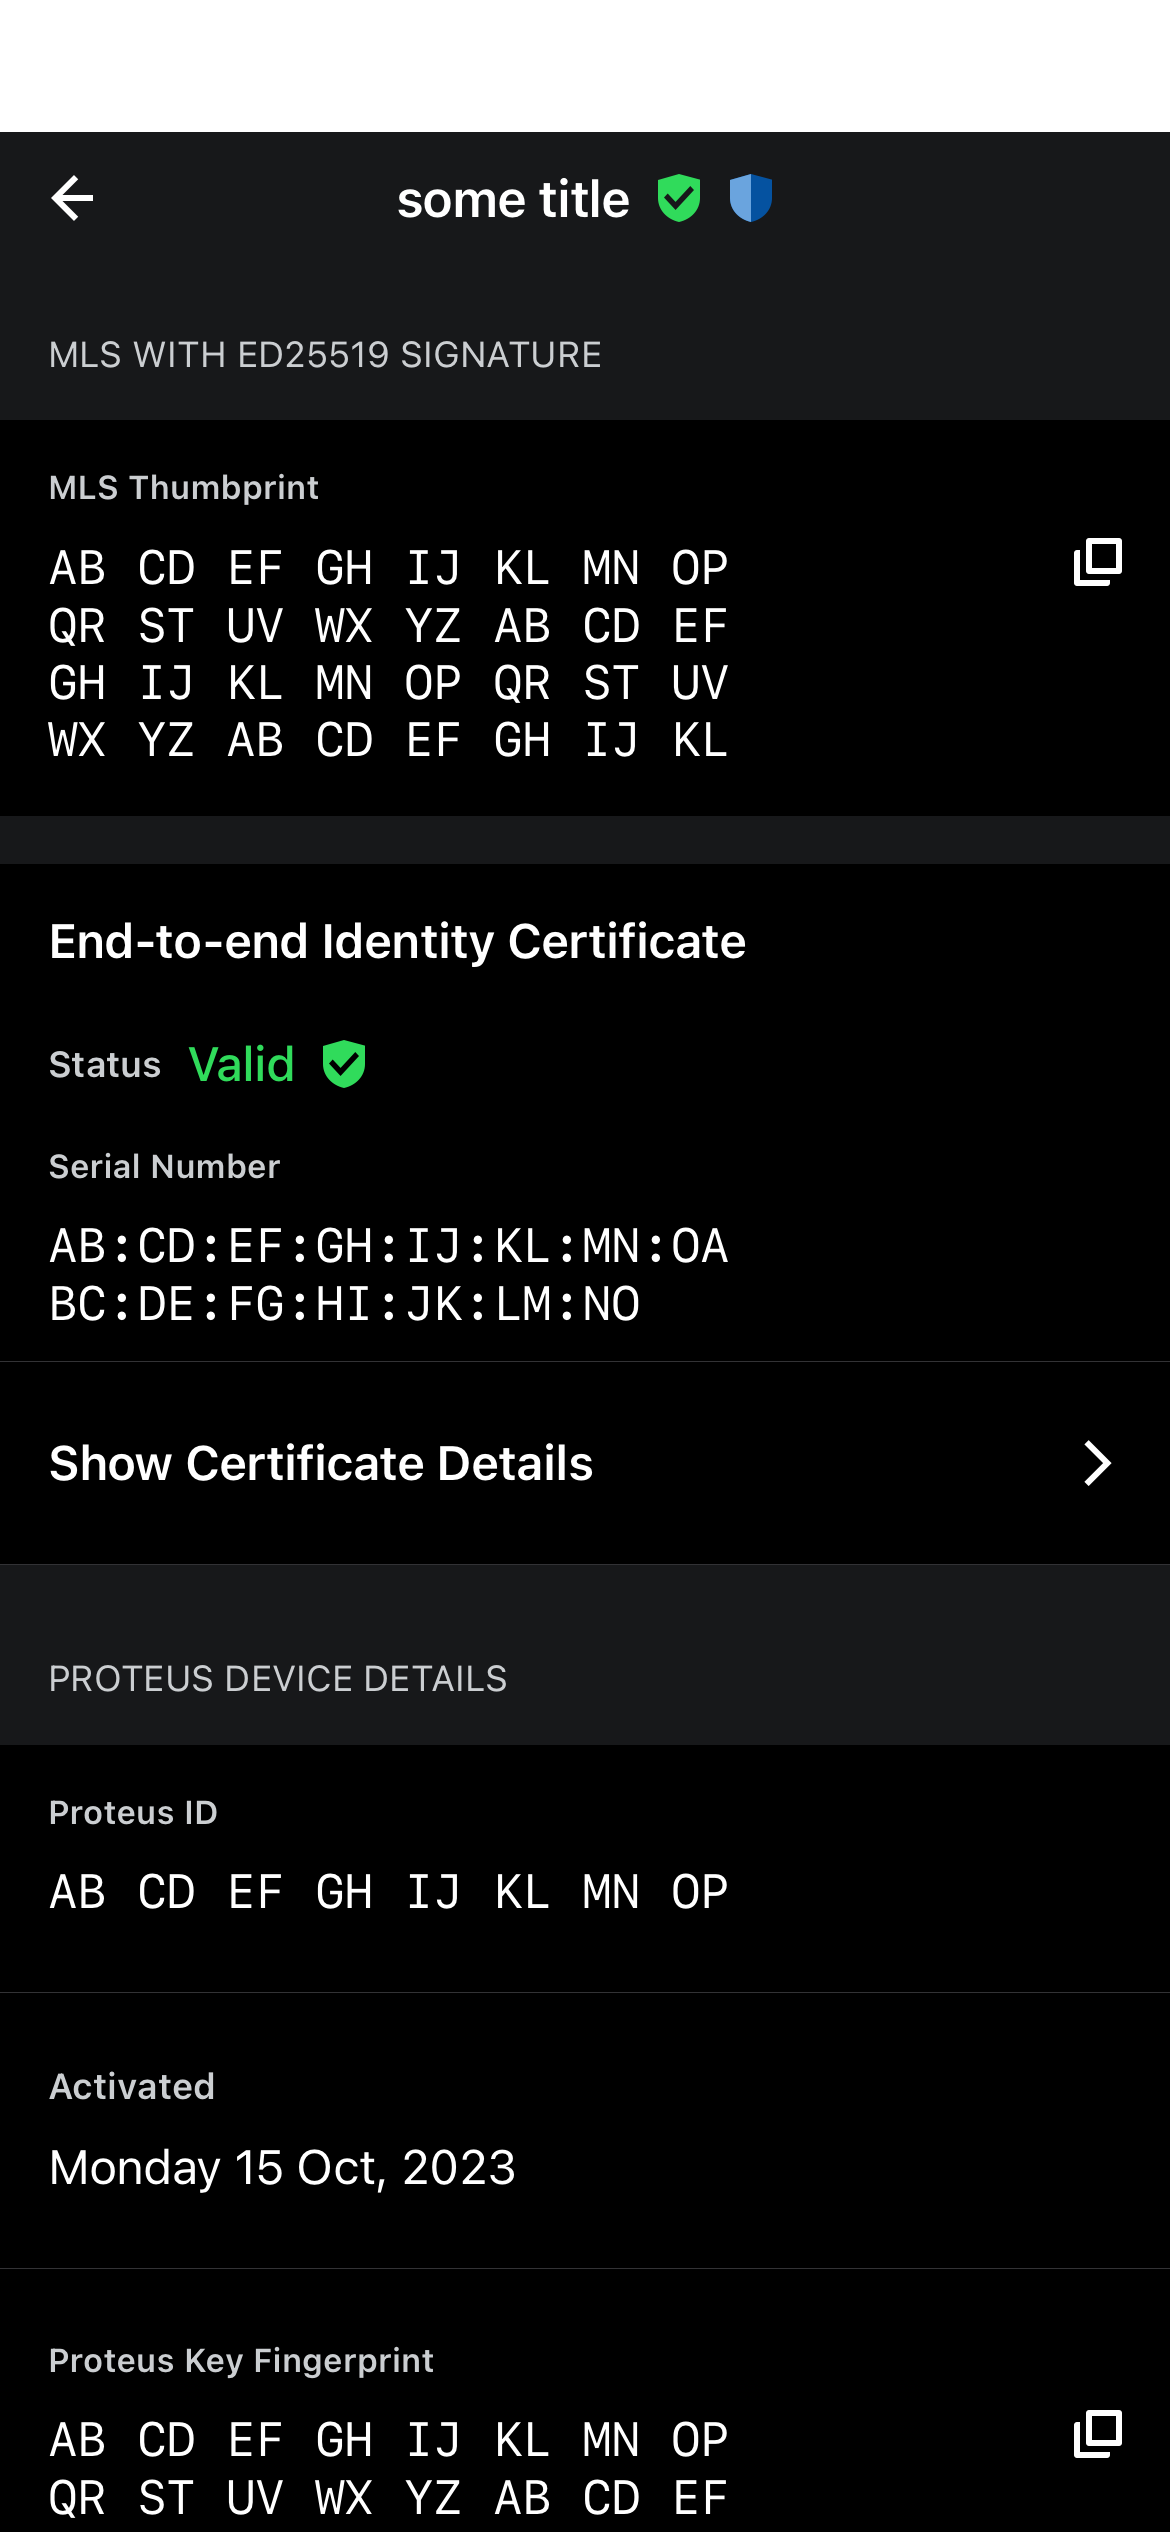 some title
MLS WITH ED25519 SIGNATURE
MLS Thumbprint
AB CD EF GH IJ KL MN OP
QR ST UV WX YZ AB CD EF
GH IJ KL MN OP QR ST UV
WX YZ AB CD EF GH IJ KL
End-to-end Identity Certificate
Status Valid
Serial Number
AB:CD:EF:GH:IJ:KL:MN:OA
BC:DE:FG:HI:JK:LM:NO
Show Certificate Details
PROTEUS DEVICE DETAILS
Proteus ID
AB CD EF GH IJ KL MN OP
Activated
Monday 15 Oct, 2023
Proteus Key Fingerprint
AB CD EF GH IJ KL MN OP
QR ST UV WX YZ AB CD EF